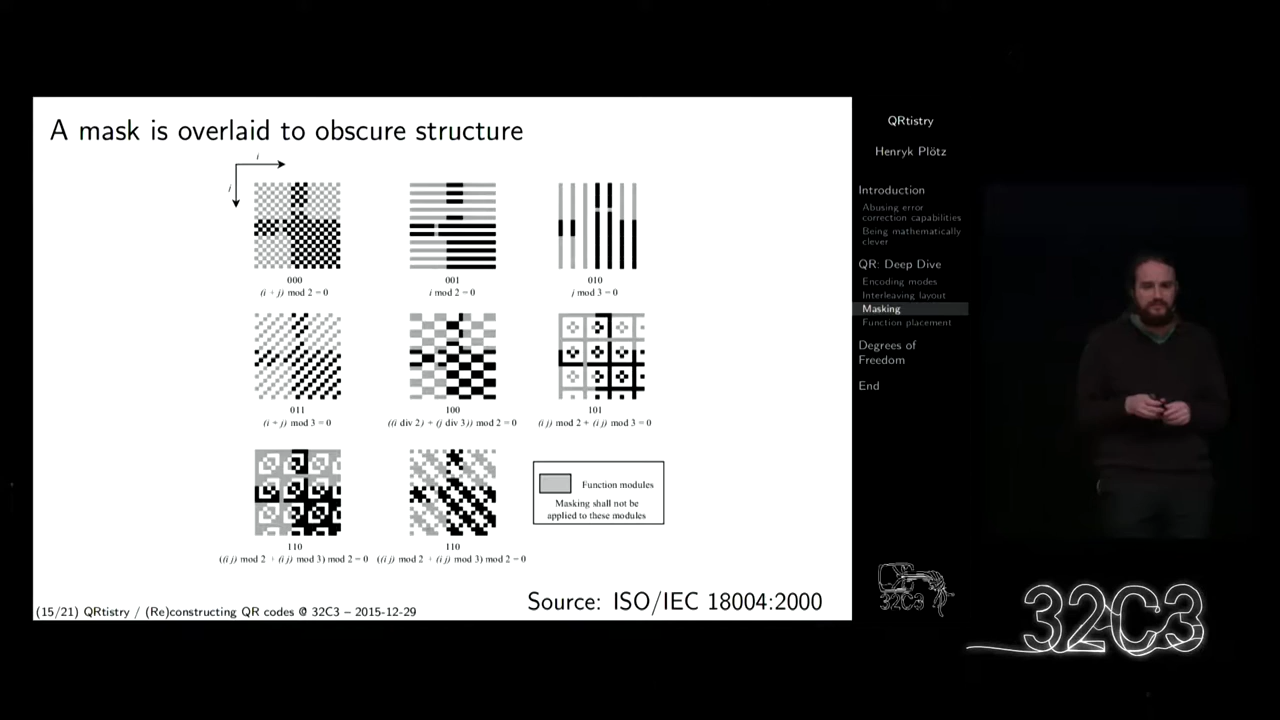 A mask is overlaid to obscure structure
i
i
000
(i + j) mod 2 = 0
001
i mod 2 = 0
010
j mod 3 = 0
011
(i + j) mod 3 = 0
100
((i div 2) + (j div 3)) mod 2 = 0
101
(i j) mod 2 + (i j) mod 3 = 0
110
((i j) mod 2 + (i j) mod 3) mod 2 = 0
110
((i j) mod 2 + (i j) mod 3) mod 2 = 0
Function modules
Masking shall not be
applied to these modules
Source: ISO/IEC 18004:2000
(15/21) QRtistry / (Re)constructing QR codes @ 32C3 – 2015-12-29
QRtistry
Henryk Plötz
Introduction
Abusing error
correction capabilities
Being mathematically
clever
QR: Deep Dive
Encoding modes
Interleaving layout
Masking
Function placement
Degrees of
Freedom
End
32C3
32C3